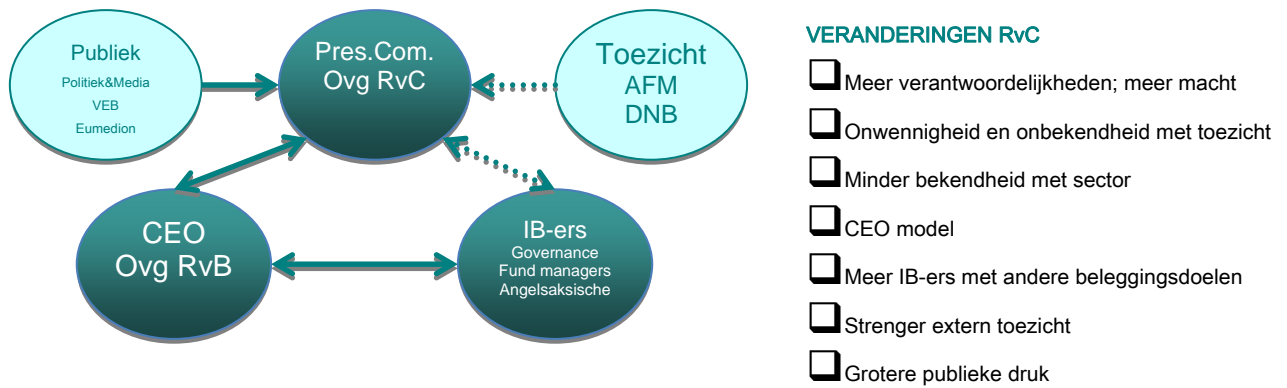 Publiek
Politiek&Media
VEB
Eumedion
Pres.Com.
Ovg RvC
Toezicht
AFM
DNB
CEO
Ovg RvB
IB-ers
Governance
Fund managers
Angelsaksische
VERANDERINGEN RvC
Meer verantwoordelijkheden; meer macht
Onwennigheid en onbekendheid met toezicht
Minder bekendheid met sector
CEO model
Meer IB-ers met andere beleggingsdoelen
Strenger extern toezicht
Grotere publieke druk